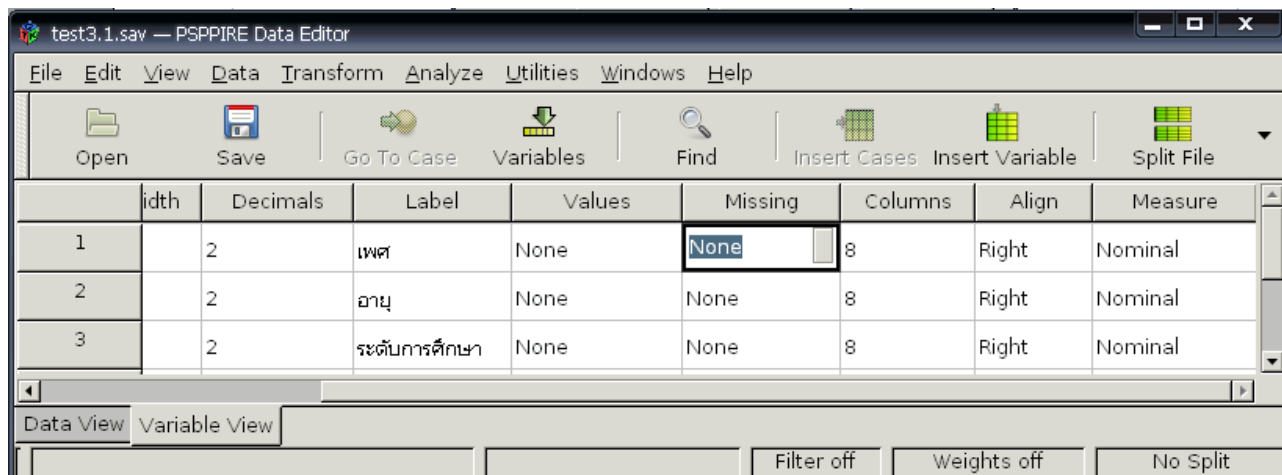 test3.1.sav — PSPPIRE Data Editor
File Edit View Data Transform Analyze Utilities Windows Help
Open Save Go To Case Variables Find Insert Cases Insert Variable Split File
idth Decimals Label Values Missing Columns Align Measure
1 2 เพศ None None 8 Right Nominal
2 2 อายุ None None 8 Right Nominal
3 2 ระดับการศึกษา None None 8 Right Nominal
Data View Variable View
Filter off Weights off No Split